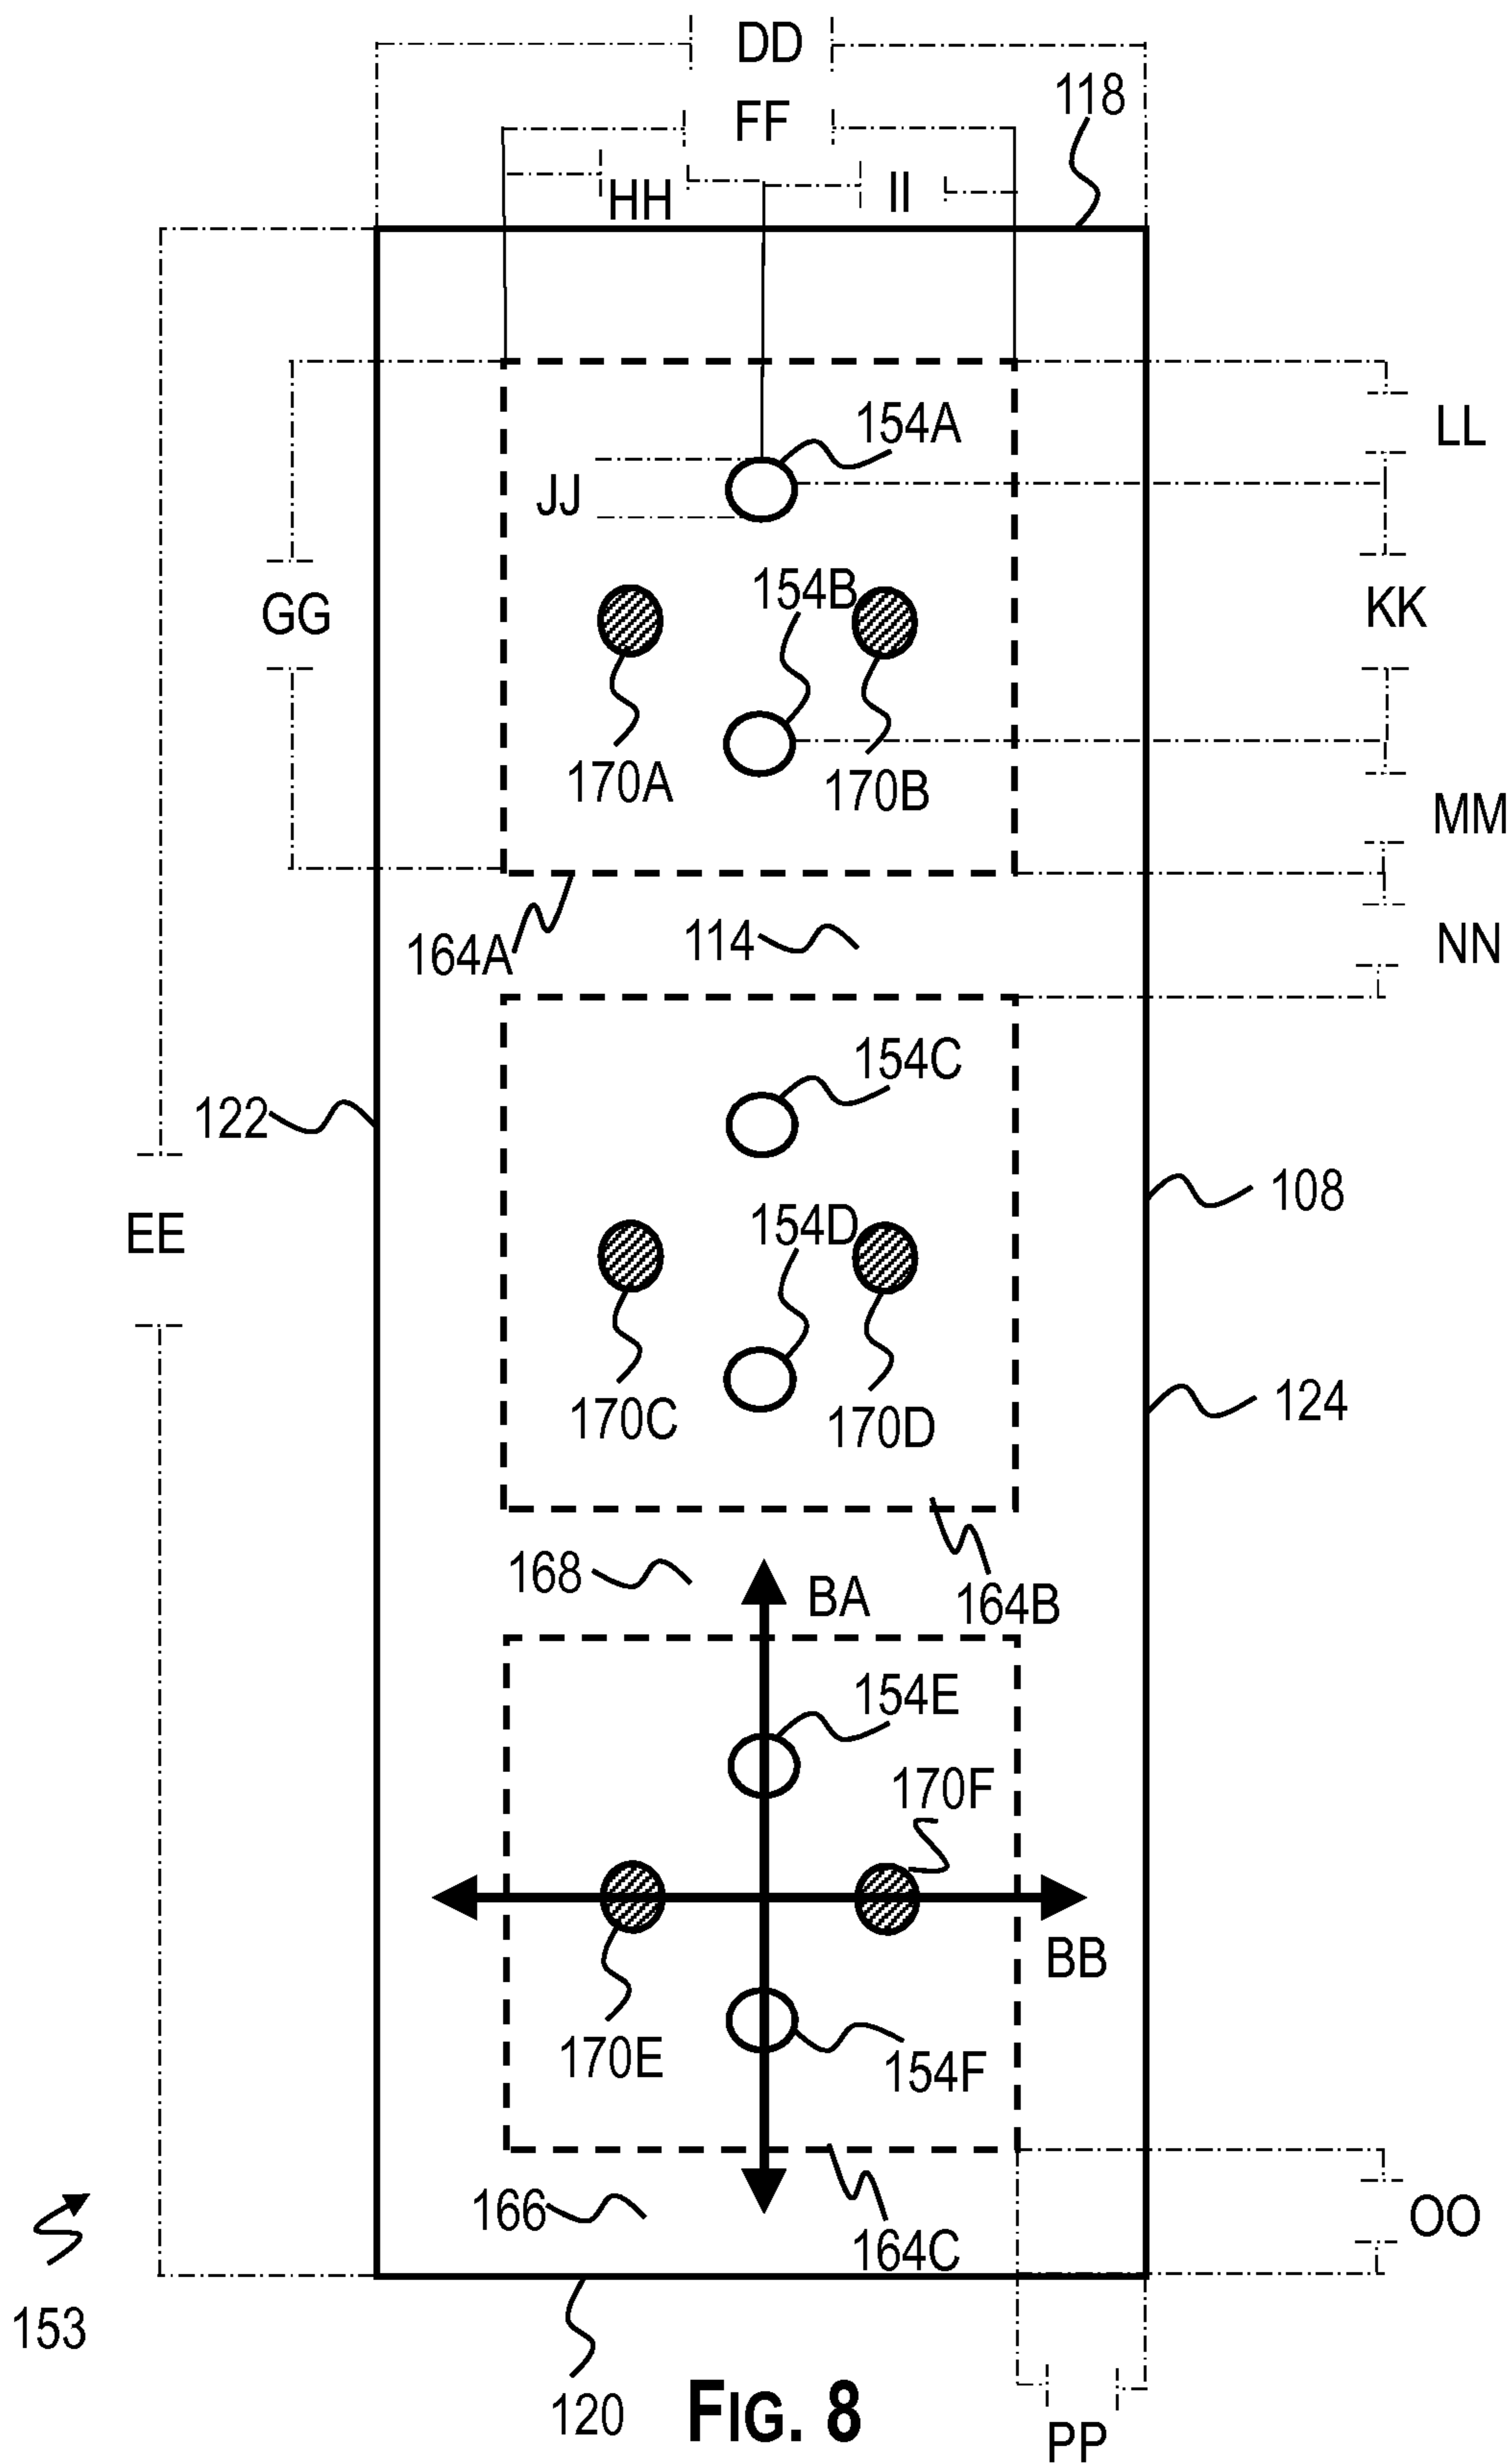 DD
118
FF
HH
II
154A
LL
JJ
154B
GG
KK
170A
170B
MM
164A
114
NN
154C
122
108
154D
EE
124
170C
170D
168
BA
164B
154E
170F
BB
170E
154F
166
164C
OO
153
120
FIG. 8
PP